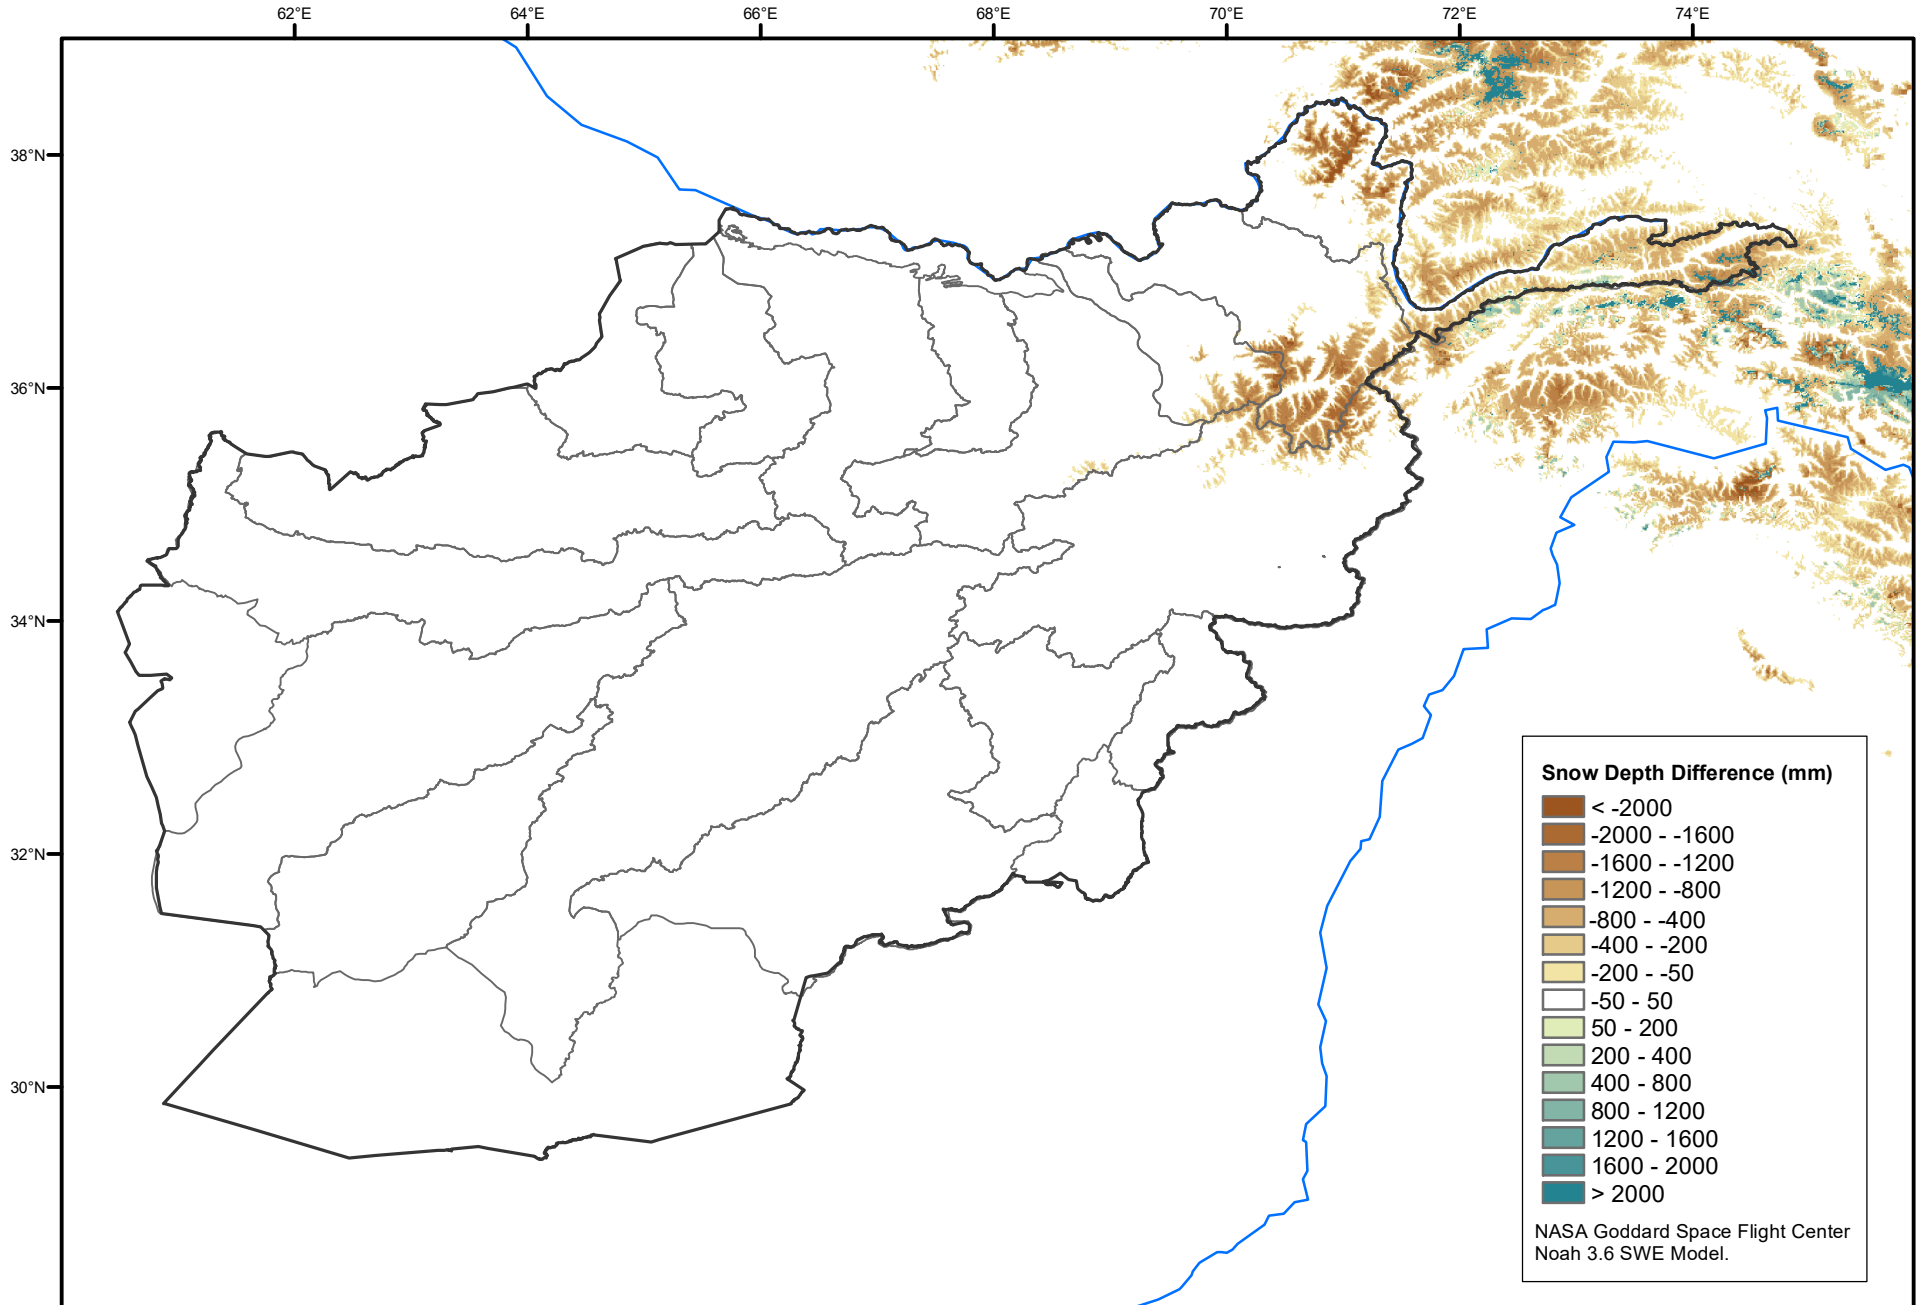 62°E
64°E
66°E
68°E
70°E
72°E
74°E
38°N
36°N
34°N
32°N
30°N
Snow Depth Difference (mm)
< -2000
-2000 - -1600
-1600 - -1200
-1200 - -800
-800 - -400
-400 - -200
-200 - -50
-50 - 50
50 - 200
200 - 400
400 - 800
800 - 1200
1200 - 1600
1600 - 2000
> 2000
NASA Goddard Space Flight Center
Noah 3.6 SWE Model.